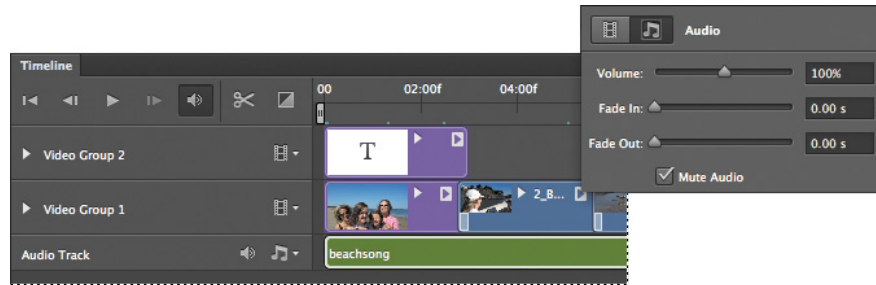 Audio
Volume: 100%
Fade In: 0.00 s
Fade Out: 0.00 s
Mute Audio
Timeline
00 02:00f 04:00f
Video Group 2
T
Video Group 1
2_B...
Audio Track
beachsong